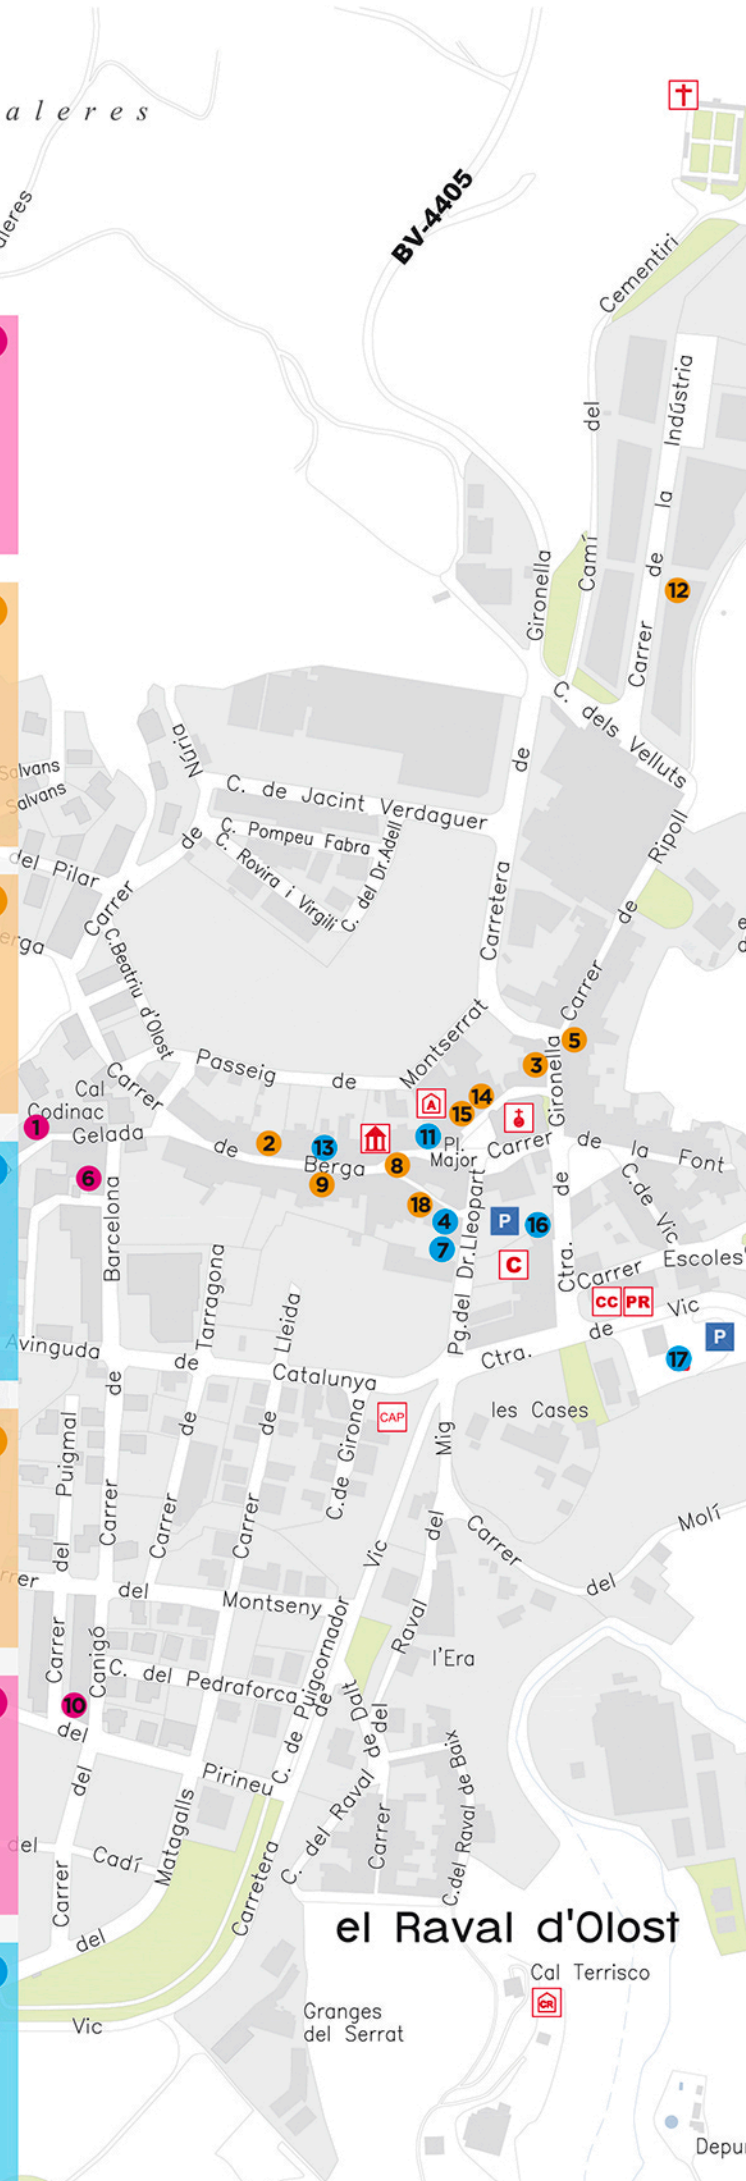 aleres
BV-4405
Cementiri
del
Camí
Carrer de la Indústria
12
Gironella
C. dels Velluts
Núria
de
Carrer
Salvans
Salvans
del Pilar
C. de Jacint Verdaguer
C. Pompeu Fabra
C. Rovira i Virgili
C. del Dr.Adell
de
Carretera
Ripoll
de
Carrer
C.Beatriu d'Olost
Passeig de Montserrat
5
3
Gironella
14
15
A
Cal
Codinac
1
Gelada
Carrer
de
Berga
2
13
11
Pl.
Major
8
9
6
18
4
7
P
16
C
Carrer de la Font
C.de Vic
Carrer Escoles
CC PR
de
Ctra.
Pg.del Dr.Lleopart
Ctra. de Vic
P
17
Barcelona
de
Carrer
Tarragona
de
Carrer
Lleida
de
Carrer
Avinguda de Catalunya
C.de Girona
CAP
les Cases
Mig
del
Raval
Carrer del Molí
Puigmal
del
Carrer
del Montseny
Vic
de
Carretera
C. de Puigcornador
l'Era
Canigó
del
C. del Pedraforca
10
del
Pirineu
C. del Raval de Dalt
del
Carrer
C.del Raval de Baix
Matagalls
del
Cadí
Carrer
del
del
Vic
el Raval d'Olost
Cal Terrisco
CR
Granges
del Serrat